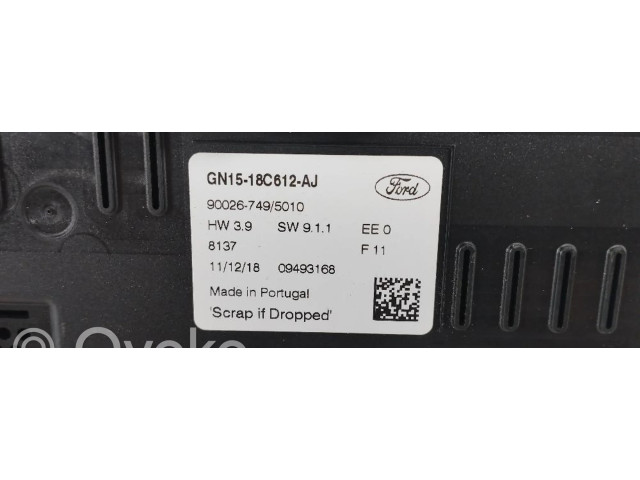 GN15-18C612-AJ
Ford
90026-749/5010
HW 3.9 SW 9.1.1 EE 0
8137 F 11
11/12/18 09493168
Made in Portugal
'Scrap if Dropped'
© Ovoko